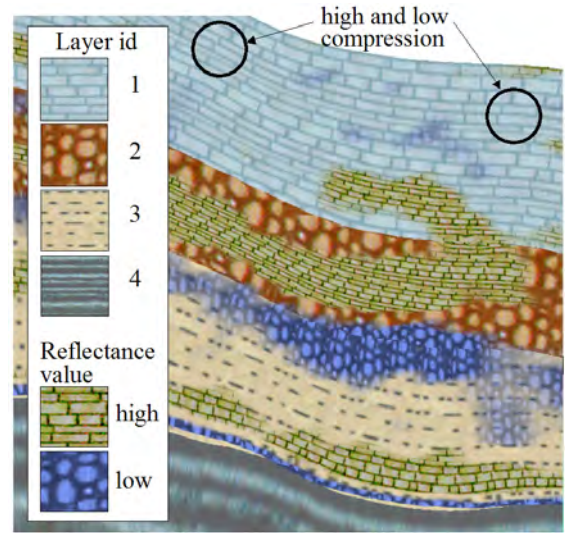 high and low
compression
Layer id
1
2
3
4
Reflectance
value
high
low